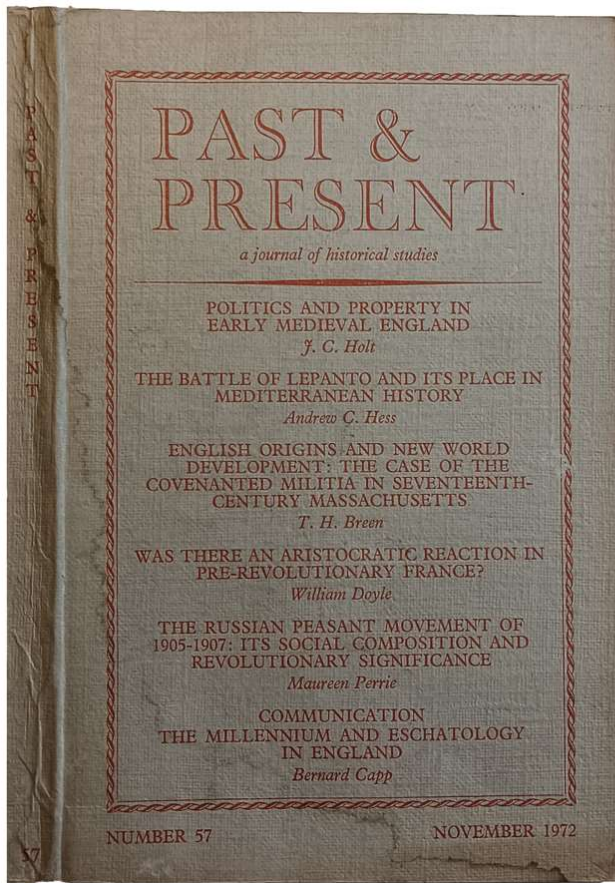 PAST & PRESENT
57
PAST &
PRESENT
a journal of historical studies
POLITICS AND PROPERTY IN
EARLY MEDIEVAL ENGLAND
J. C. Holt
THE BATTLE OF LEPANTO AND ITS PLACE IN
MEDITERRANEAN HISTORY
Andrew C. Hess
ENGLISH ORIGINS AND NEW WORLD
DEVELOPMENT: THE CASE OF THE
COVENANTED MILITIA IN SEVENTEENTH-
CENTURY MASSACHUSETTS
T. H. Breen
WAS THERE AN ARISTOCRATIC REACTION IN
PRE-REVOLUTIONARY FRANCE?
William Doyle
THE RUSSIAN PEASANT MOVEMENT OF
1905-1907: ITS SOCIAL COMPOSITION AND
REVOLUTIONARY SIGNIFICANCE
Maureen Perrie
COMMUNICATION
THE MILLENNIUM AND ESCHATOLOGY
IN ENGLAND
Bernard Capp
NUMBER 57
NOVEMBER 1972